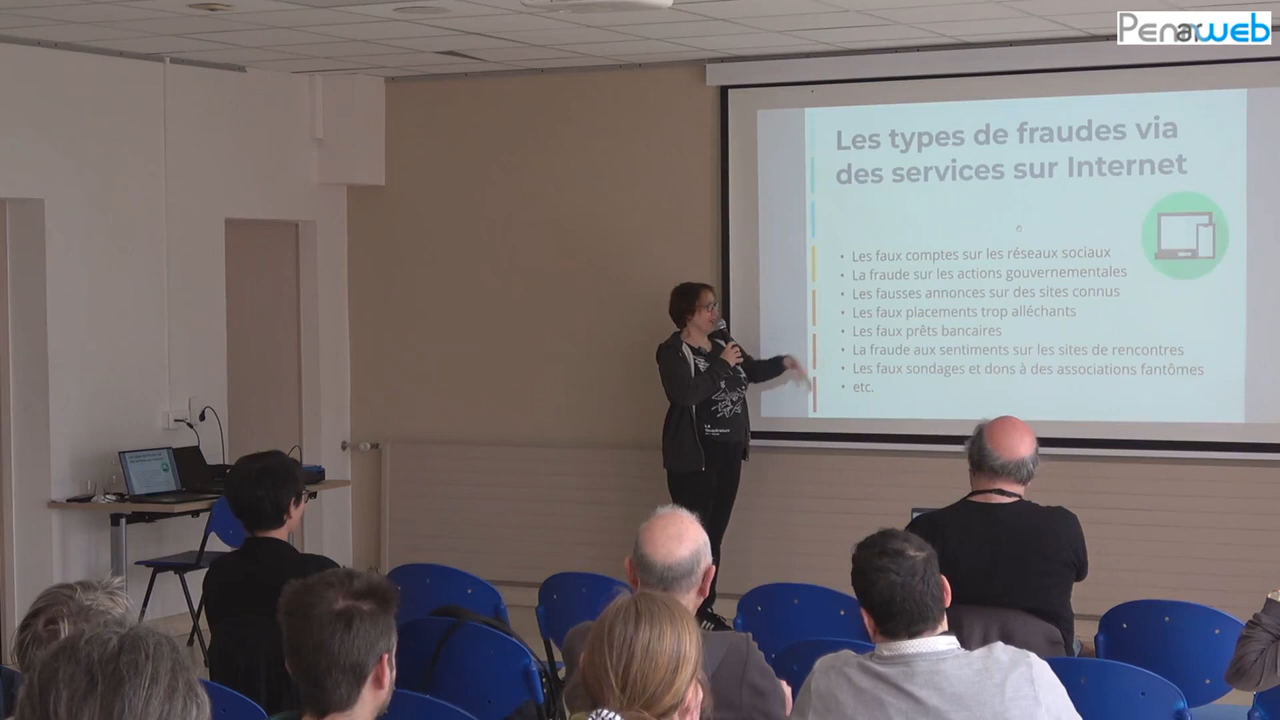 Penarweb
Les types de fraudes via
des services sur Internet
• Les faux comptes sur les réseaux sociaux
• La fraude sur les actions gouvernementales
• Les fausses annonces sur des sites connus
• Les faux placements trop alléchants
• Les faux prêts bancaires
• La fraude aux sentiments sur les sites de rencontres
• Les faux sondages et dons à des associations fantômes
• etc.